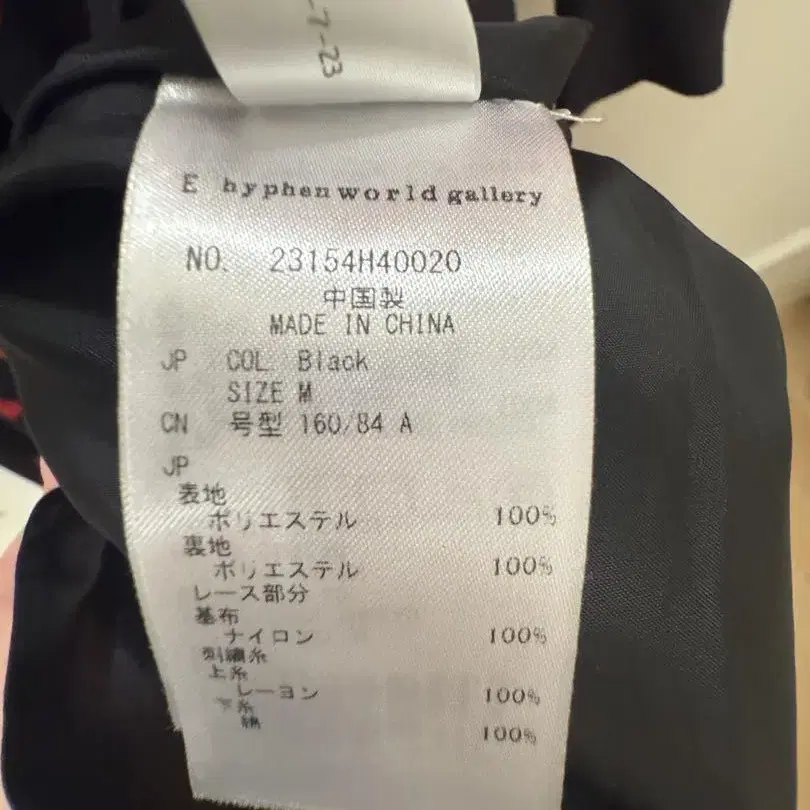 -7-23
E hyphen world gallery
NO. 23154H40020
中国製
MADE IN CHINA
JP COL. Black
SIZE M
CN 号型 160/84 A
JP
表地
ポリエステル 100%
裏地
ポリエステル 100%
レース部分
基布
ナイロン 100%
刺繍糸
上糸
レーヨン 100%
下糸
綿 100%